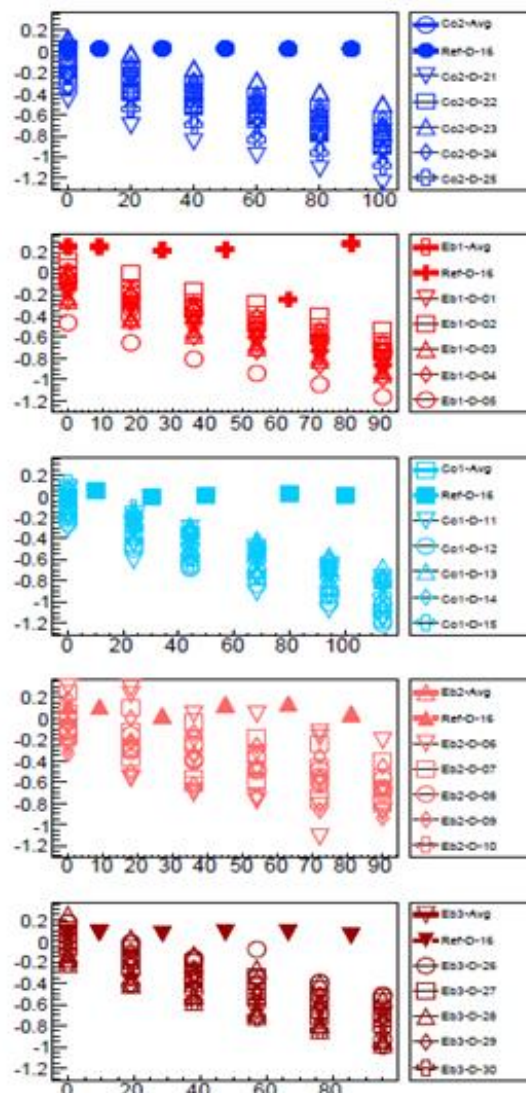 0.2
0
-0.2
-0.4
-0.6
-0.8
-1
-1.2
0 20 40 60 80 100
Co2-Avg
Ref-D-16
Co2-D-21
Co2-D-22
Co2-D-23
Co2-D-24
Co2-D-25
0.2
0
-0.2
-0.4
-0.6
-0.8
-1
-1.2
0 10 20 30 40 50 60 70 80 90
Eb1-Avg
Ref-D-16
Eb1-D-01
Eb1-D-02
Eb1-D-03
Eb1-D-04
Eb1-D-05
0.2
0
-0.2
-0.4
-0.6
-0.8
-1
-1.2
0 20 40 60 80 100
Co1-Avg
Ref-D-16
Co1-D-11
Co1-D-12
Co1-D-13
Co1-D-14
Co1-D-15
0.2
0
-0.2
-0.4
-0.6
-0.8
-1
-1.2
0 10 20 30 40 50 60 70 80 90
Eb2-Avg
Ref-D-16
Eb2-D-06
Eb2-D-07
Eb2-D-08
Eb2-D-09
Eb2-D-10
0.2
0
-0.2
-0.4
-0.6
-0.8
-1
-1.2
0 20 40 60 80
Eb3-Avg
Ref-D-16
Eb3-D-26
Eb3-D-27
Eb3-D-28
Eb3-D-29
Eb3-D-30